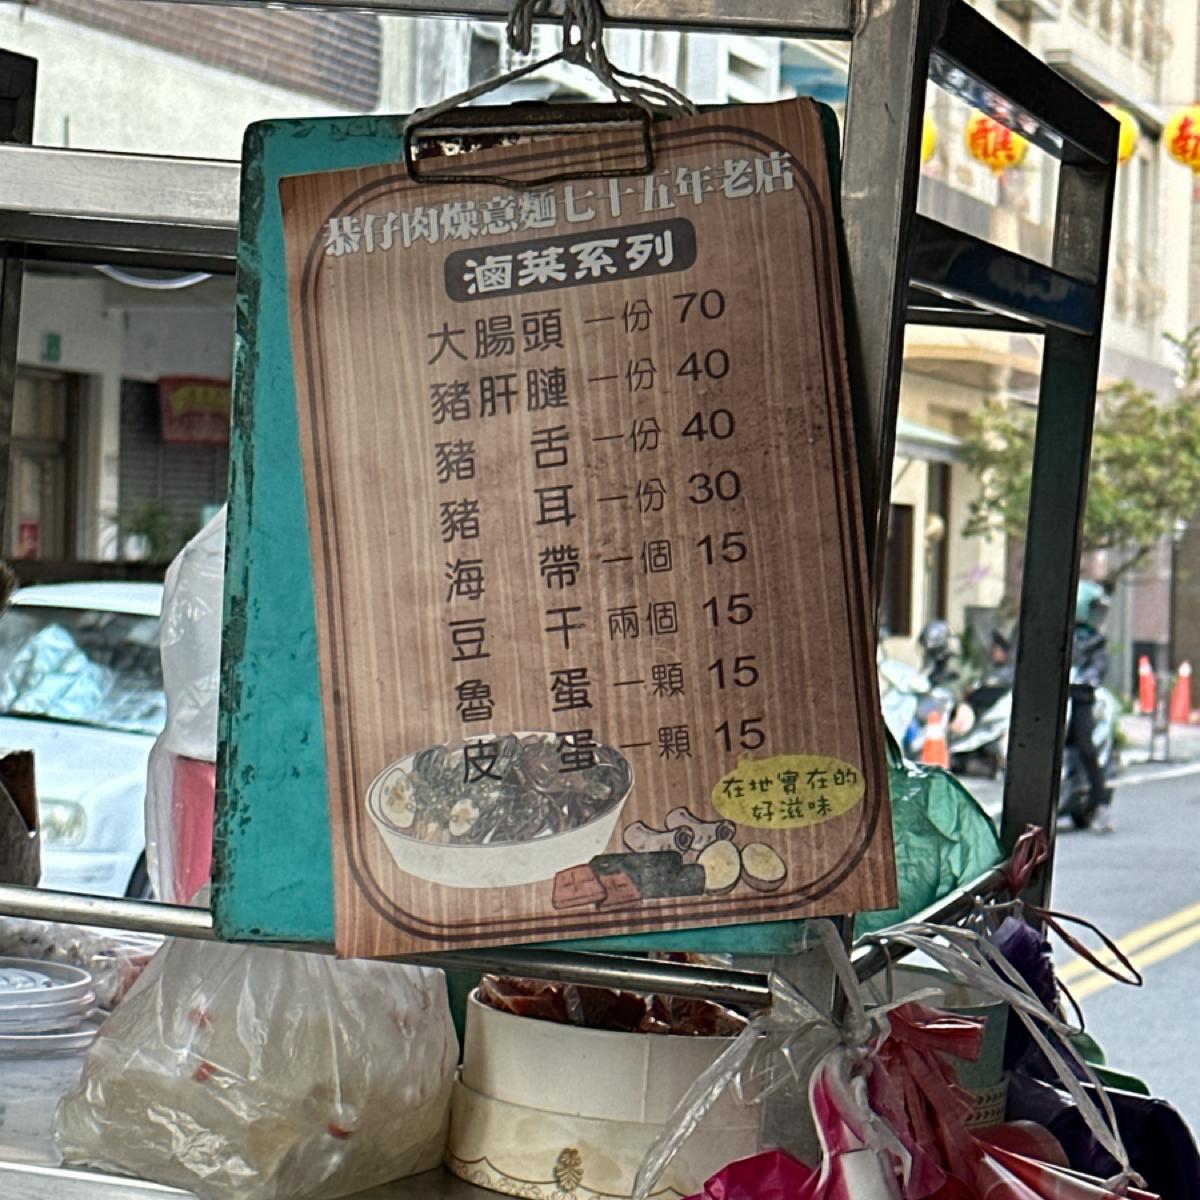 恭仔肉燥意麵七十五年老店
滷菜系列
大腸頭 一份 70
豬肝腱 一份 40
豬舌 一份 40
豬耳 一份 30
海帶 一個 15
豆干 兩個 15
魯蛋 一顆 15
皮蛋 一顆 15
在地實在的
好滋味